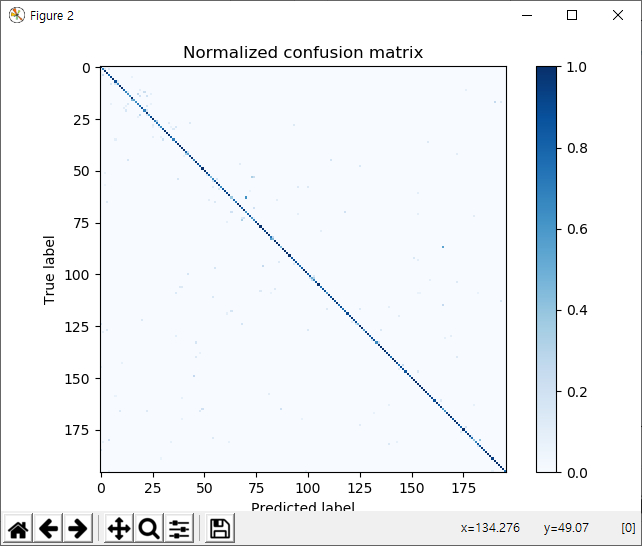 Figure 2
Normalized confusion matrix
0
25
50
75
100
125
150
175
True label
0 25 50 75 100 125 150 175
Predicted label
1.0
0.8
0.6
0.4
0.2
0.0
x=134.276 y=49.07 [0]